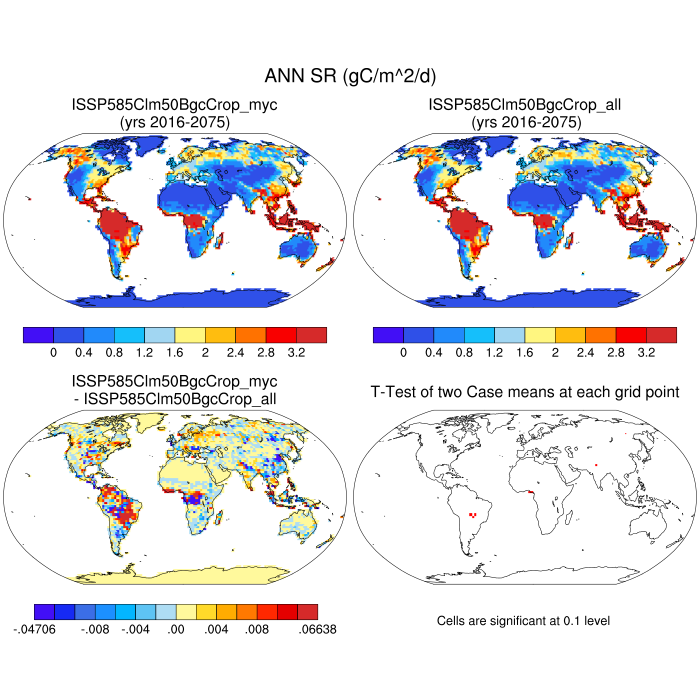 ANN SR (gC/m^2/d)
ISSP585Clm50BgcCrop_myc
(yrs 2016-2075)
ISSP585Clm50BgcCrop_all
(yrs 2016-2075)
0 0.4 0.8 1.2 1.6 2 2.4 2.8 3.2
0 0.4 0.8 1.2 1.6 2 2.4 2.8 3.2
ISSP585Clm50BgcCrop_myc
- ISSP585Clm50BgcCrop_all
T-Test of two Case means at each grid point
-.04706 -.008 -.004 .00 .004 .008 .06638
Cells are significant at 0.1 level